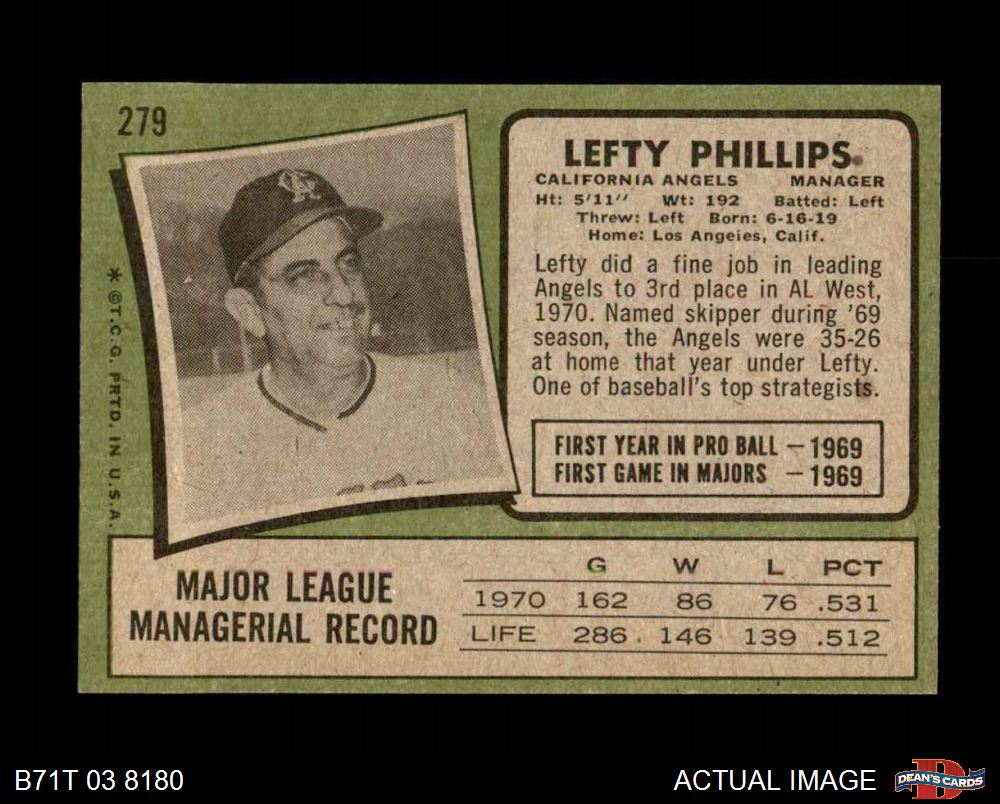 279
LEFTY PHILLIPS
CALIFORNIA ANGELS MANAGER
Ht: 5'11" Wt: 192 Batted: Left
Threw: Left Born: 6-16-19
Home: Los Angeles, Calif.
Lefty did a fine job in leading
Angels to 3rd place in AL West,
1970. Named skipper during '69
season, the Angels were 35-26
at home that year under Lefty.
One of baseball's top strategists.
FIRST YEAR IN PRO BALL — 1969
FIRST GAME IN MAJORS — 1969
CA
* ©T.C.G. PRTD. IN U.S.A.
MAJOR LEAGUE
MANAGERIAL RECORD
G W L PCT
1970 162 86 76 .531
LIFE 286 146 139 .512
B71T 03 8180
ACTUAL IMAGE
D
DEAN'S CARDS